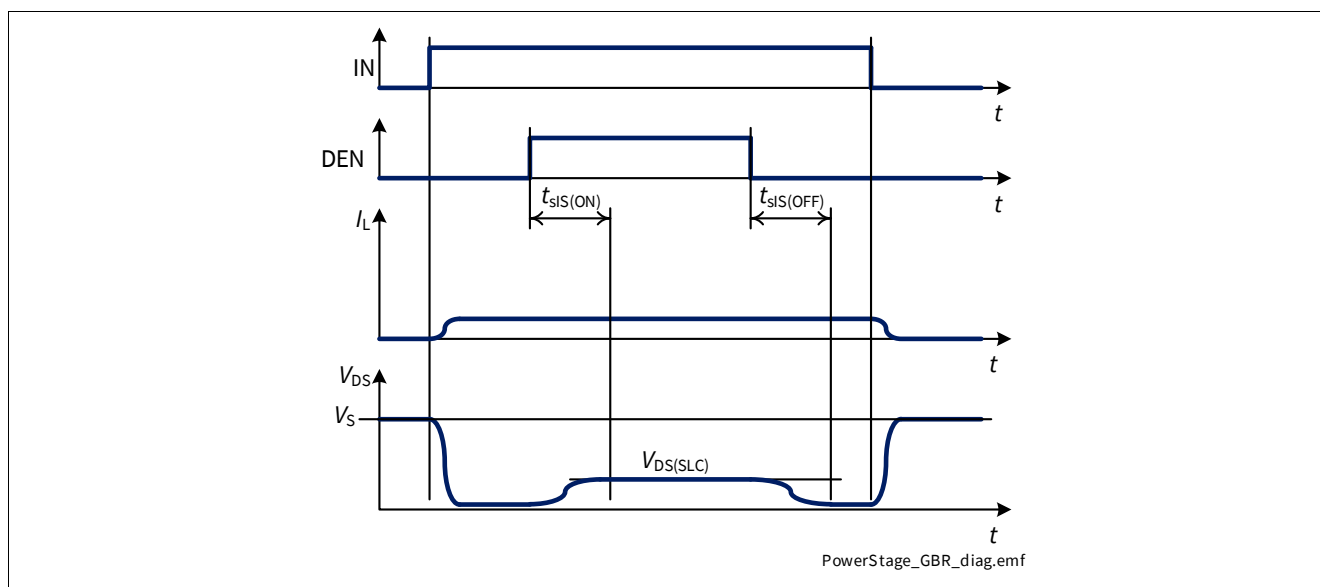 IN
t
DEN
t
tsIS(ON)
tsIS(OFF)
IL
t
VDS
VS
VDS(SLC)
t
PowerStage_GBR_diag.emf